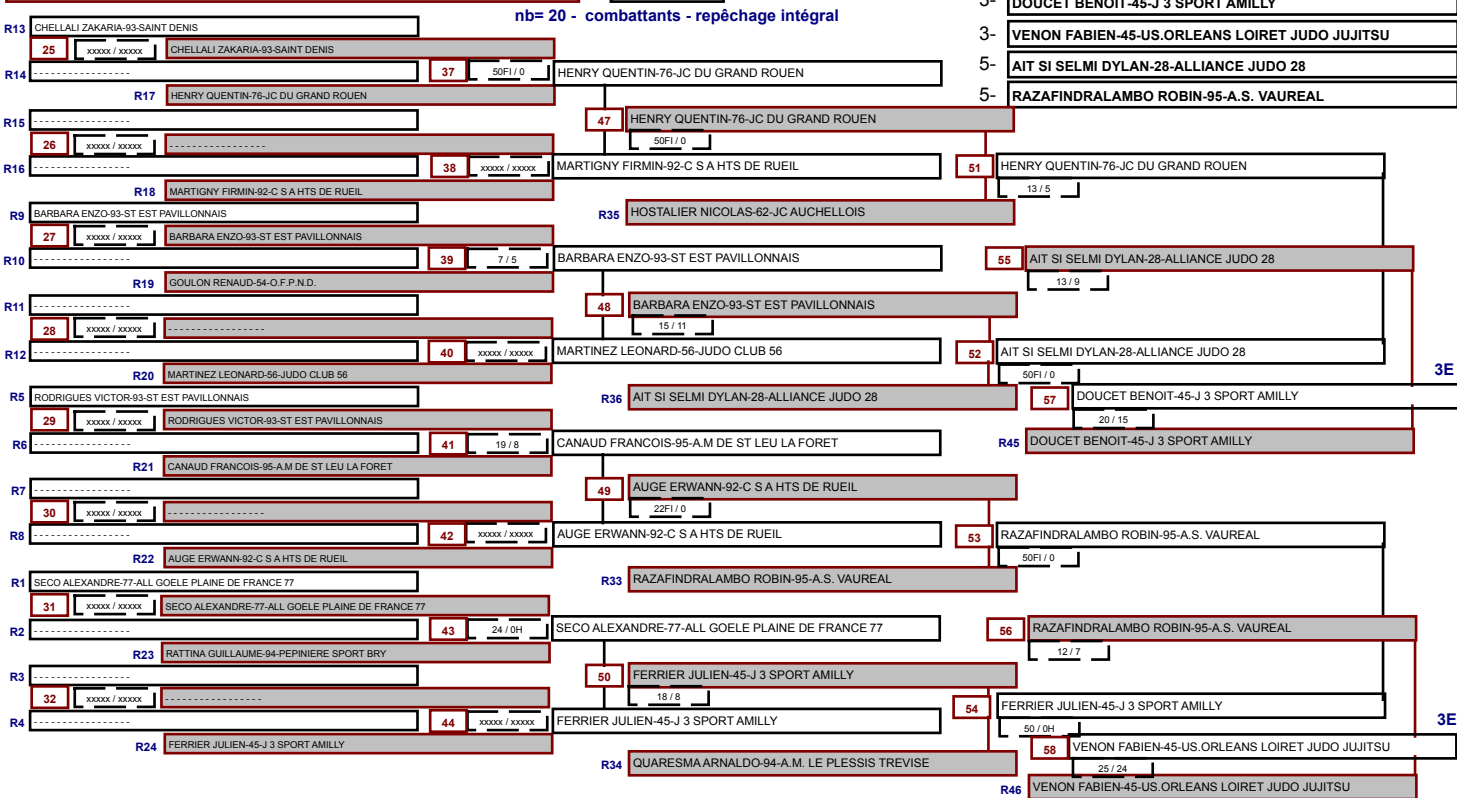 3- DOUCET BENOIT-45-J 3 SPORT AMILLY
nb= 20 - combattants - repêchage intégral
3- VENON FABIEN-45-US.ORLEANS LOIRET JUDO JUJITSU
5- AIT SI SELMI DYLAN-28-ALLIANCE JUDO 28
5- RAZAFINDRALAMBO ROBIN-95-A.S. VAUREAL
R13 CHELLALI ZAKARIA-93-SAINT DENIS
25 xxxxx / xxxxx CHELLALI ZAKARIA-93-SAINT DENIS
R14 ----------------
37 50FI / 0 HENRY QUENTIN-76-JC DU GRAND ROUEN
R17 HENRY QUENTIN-76-JC DU GRAND ROUEN
R15 ----------------
47 HENRY QUENTIN-76-JC DU GRAND ROUEN
50FI / 0
26 xxxxx / xxxxx ----------------
R16 ----------------
38 xxxxx / xxxxx MARTIGNY FIRMIN-92-C S A HTS DE RUEIL
51 HENRY QUENTIN-76-JC DU GRAND ROUEN
13 / 5
R18 MARTIGNY FIRMIN-92-C S A HTS DE RUEIL
R9 BARBARA ENZO-93-ST EST PAVILLONNAIS
R35 HOSTALIER NICOLAS-62-JC AUCHELLOIS
27 xxxxx / xxxxx BARBARA ENZO-93-ST EST PAVILLONNAIS
R10 ----------------
39 7 / 5 BARBARA ENZO-93-ST EST PAVILLONNAIS
55 AIT SI SELMI DYLAN-28-ALLIANCE JUDO 28
13 / 9
R19 GOULON RENAUD-54-O.F.P.N.D.
R11 ----------------
48 BARBARA ENZO-93-ST EST PAVILLONNAIS
15 / 11
28 xxxxx / xxxxx ----------------
R12 ----------------
40 xxxxx / xxxxx MARTINEZ LEONARD-56-JUDO CLUB 56
52 AIT SI SELMI DYLAN-28-ALLIANCE JUDO 28
50FI / 0
3E
R20 MARTINEZ LEONARD-56-JUDO CLUB 56
R5 RODRIGUES VICTOR-93-ST EST PAVILLONNAIS
R36 AIT SI SELMI DYLAN-28-ALLIANCE JUDO 28
57 DOUCET BENOIT-45-J 3 SPORT AMILLY
20 / 15
29 xxxxx / xxxxx RODRIGUES VICTOR-93-ST EST PAVILLONNAIS
R6 ----------------
41 19 / 8 CANAUD FRANCOIS-95-A.M DE ST LEU LA FORET
R45 DOUCET BENOIT-45-J 3 SPORT AMILLY
R21 CANAUD FRANCOIS-95-A.M DE ST LEU LA FORET
R7 ----------------
49 AUGE ERWANN-92-C S A HTS DE RUEIL
22FI / 0
30 xxxxx / xxxxx ----------------
R8 ----------------
42 xxxxx / xxxxx AUGE ERWANN-92-C S A HTS DE RUEIL
53 RAZAFINDRALAMBO ROBIN-95-A.S. VAUREAL
50FI / 0
R22 AUGE ERWANN-92-C S A HTS DE RUEIL
R1 SECO ALEXANDRE-77-ALL GOELE PLAINE DE FRANCE 77
R33 RAZAFINDRALAMBO ROBIN-95-A.S. VAUREAL
31 xxxxx / xxxxx SECO ALEXANDRE-77-ALL GOELE PLAINE DE FRANCE 77
R2 ----------------
43 24 / 0H SECO ALEXANDRE-77-ALL GOELE PLAINE DE FRANCE 77
56 RAZAFINDRALAMBO ROBIN-95-A.S. VAUREAL
12 / 7
R23 RATTINA GUILLAUME-94-PEPINIERE SPORT BRY
R3 ----------------
50 FERRIER JULIEN-45-J 3 SPORT AMILLY
18 / 8
32 xxxxx / xxxxx ----------------
R4 ----------------
44 xxxxx / xxxxx FERRIER JULIEN-45-J 3 SPORT AMILLY
54 FERRIER JULIEN-45-J 3 SPORT AMILLY
50 / 0H
3E
R24 FERRIER JULIEN-45-J 3 SPORT AMILLY
58 VENON FABIEN-45-US.ORLEANS LOIRET JUDO JUJITSU
25 / 24
R34 QUARESMA ARNALDO-94-A.M. LE PLESSIS TREVISE
R46 VENON FABIEN-45-US.ORLEANS LOIRET JUDO JUJITSU